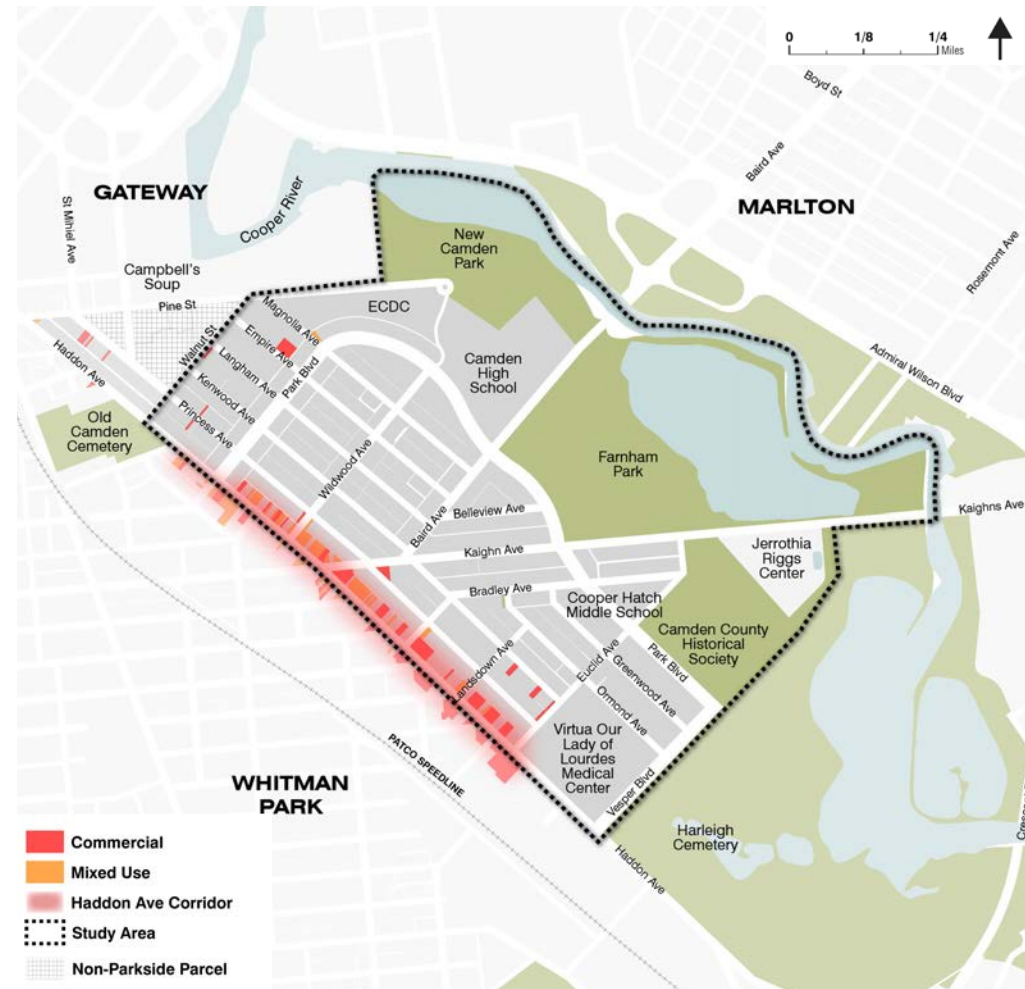 0 1/8 1/4
Miles
Boyd St
Baird Ave
GATEWAY
St Mihiel Ave
Cooper River
MARLTON
Rosemont Ave
New
Camden
Park
Campbell's
Soup
Pine St
Magnolia Ave
ECDC
Walnut St
Empire Ave
Haddon Ave
Langham Ave
Park Blvd
Camden
High
School
Admiral Wilson Blvd
Kenwood Ave
Princess Ave
Old
Camden
Cemetery
Wildwood Ave
Farnham
Park
Baird Ave
Belleview Ave
Kaighns Ave
Kaighn Ave
Jerrothia
Riggs
Center
Bradley Ave
Cooper Hatch
Middle School
Camden County
Historical
Society
Landsdown Ave
Euclid Ave
Park Blvd
Greenwood Ave
Ormond Ave
Virtua Our
Lady of
Lourdes
Medical
Center
PATCO SPEEDLINE
Vesper Blvd
WHITMAN
PARK
Harleigh
Cemetery
Haddon Ave
Commercial
Mixed Use
Haddon Ave Corridor
Study Area
Non-Parkside Parcel